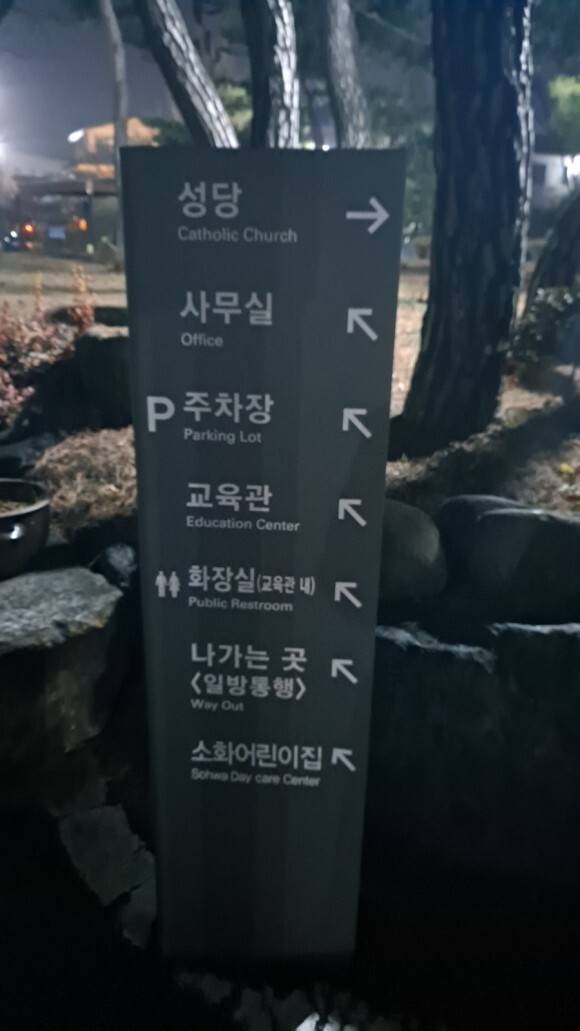 성당
Catholic Church
사무실
Office
P 주차장
Parking Lot
교육관
Education Center
화장실(교육관 내)
Public Restroom
나가는 곳
<일방통행>
Way Out
소화어린이집
Sohwa Day care Center